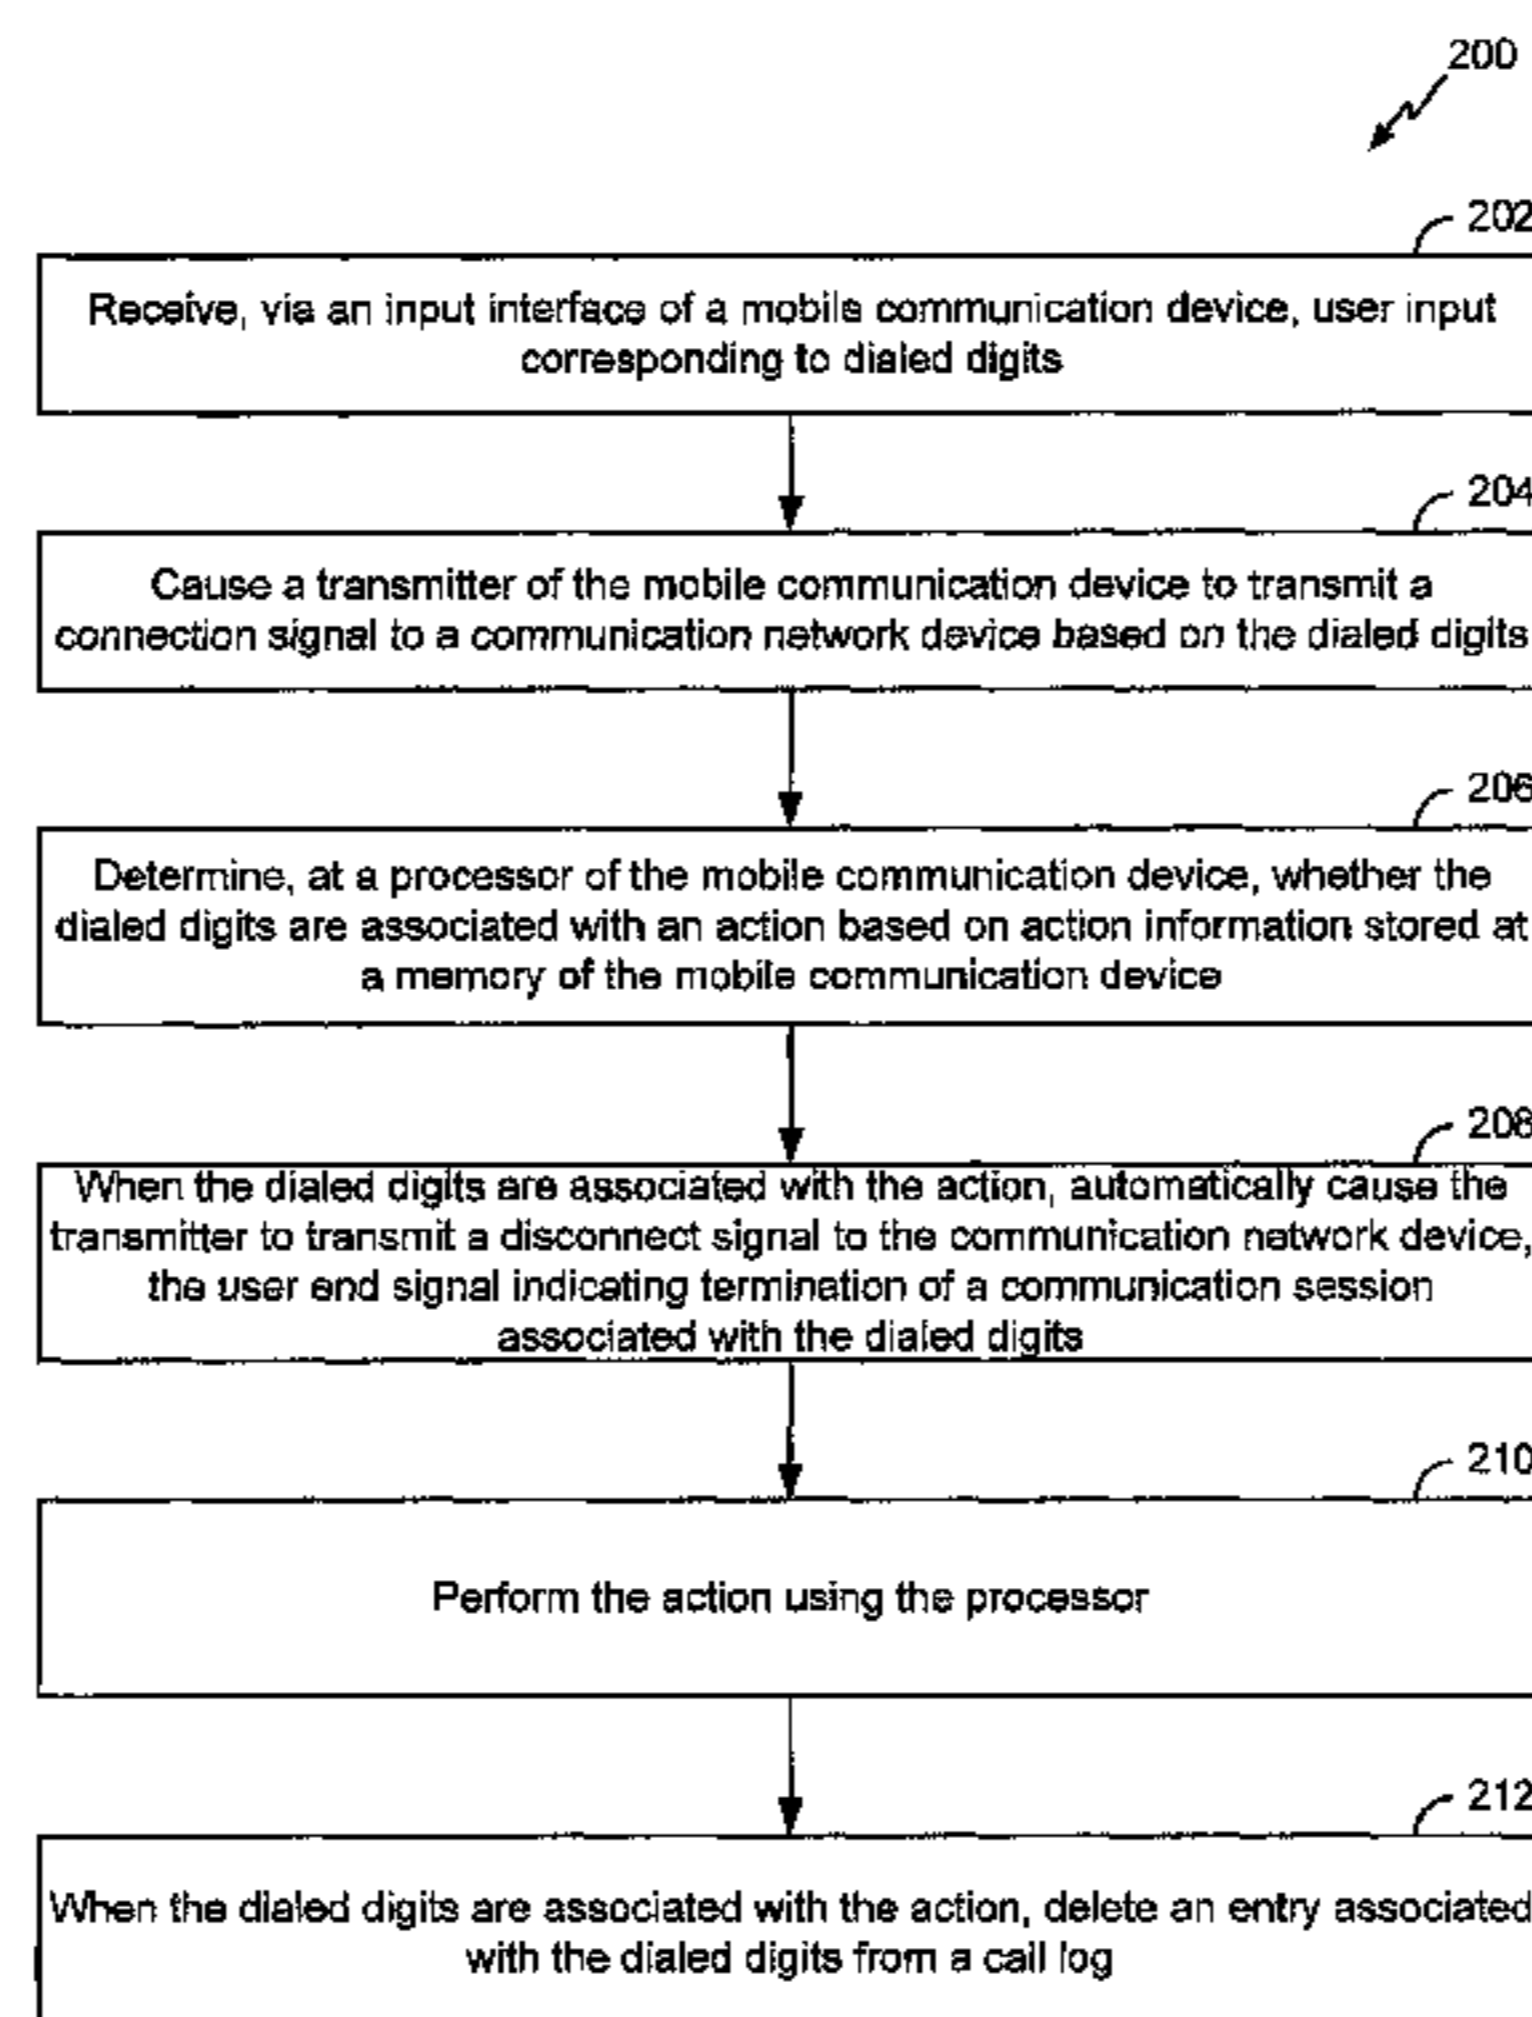 200
202
Receive, via an input interface of a mobile communication device, user input
corresponding to dialed digits
204
Cause a transmitter of the mobile communication device to transmit a
connection signal to a communication network device based on the dialed digits
206
Determine, at a processor of the mobile communication device, whether the
dialed digits are associated with an action based on action information stored at
a memory of the mobile communication device
208
When the dialed digits are associated with the action, automatically cause the
transmitter to transmit a disconnect signal to the communication network device,
the user end signal indicating termination of a communication session
associated with the dialed digits
210
Perform the action using the processor
212
When the dialed digits are associated with the action, delete an entry associated
with the dialed digits from a call log